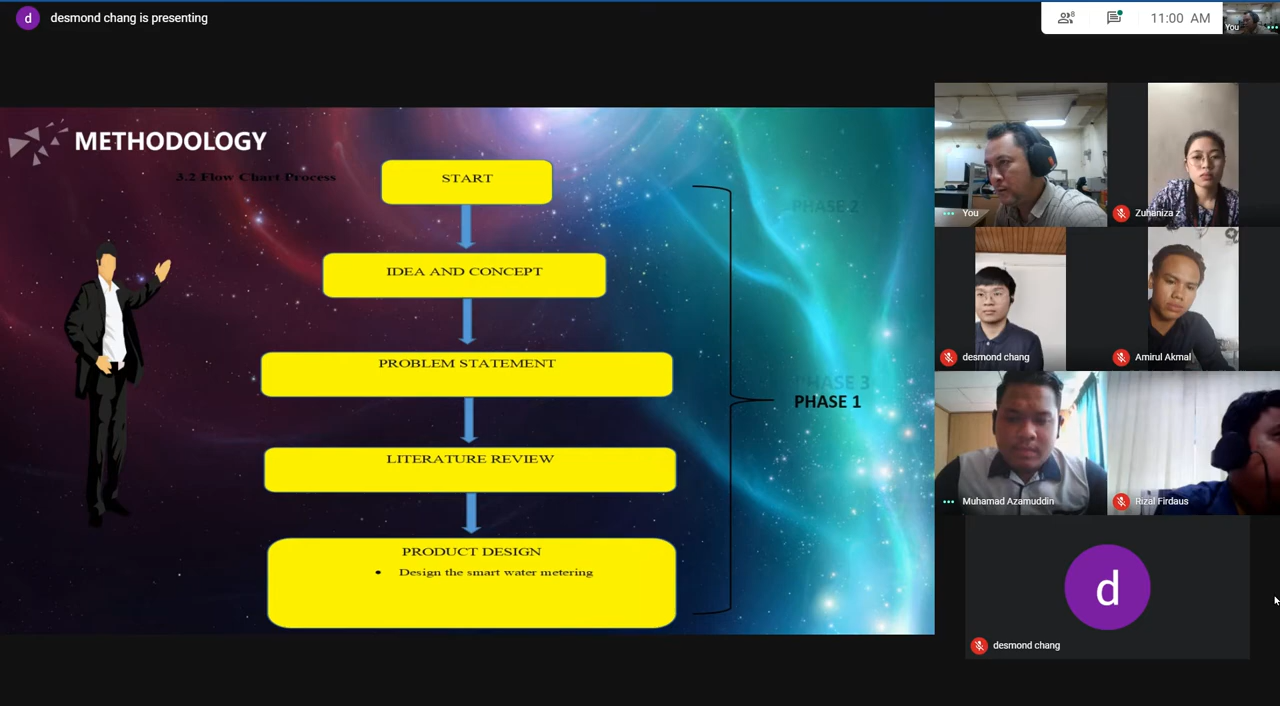 d
desmond chang is presenting
8
11:00 AM
You
METHODOLOGY
3.2 Flow Chart Process
START
PHASE 2
IDEA AND CONCEPT
PROBLEM STATEMENT
PHASE 3
PHASE 1
LITERATURE REVIEW
PRODUCT DESIGN
• Design the smart water metering
You
Zuhaniza z
desmond chang
Amirul Akmal
Muhamad Azamuddin
Rizal Firdaus
d
desmond chang